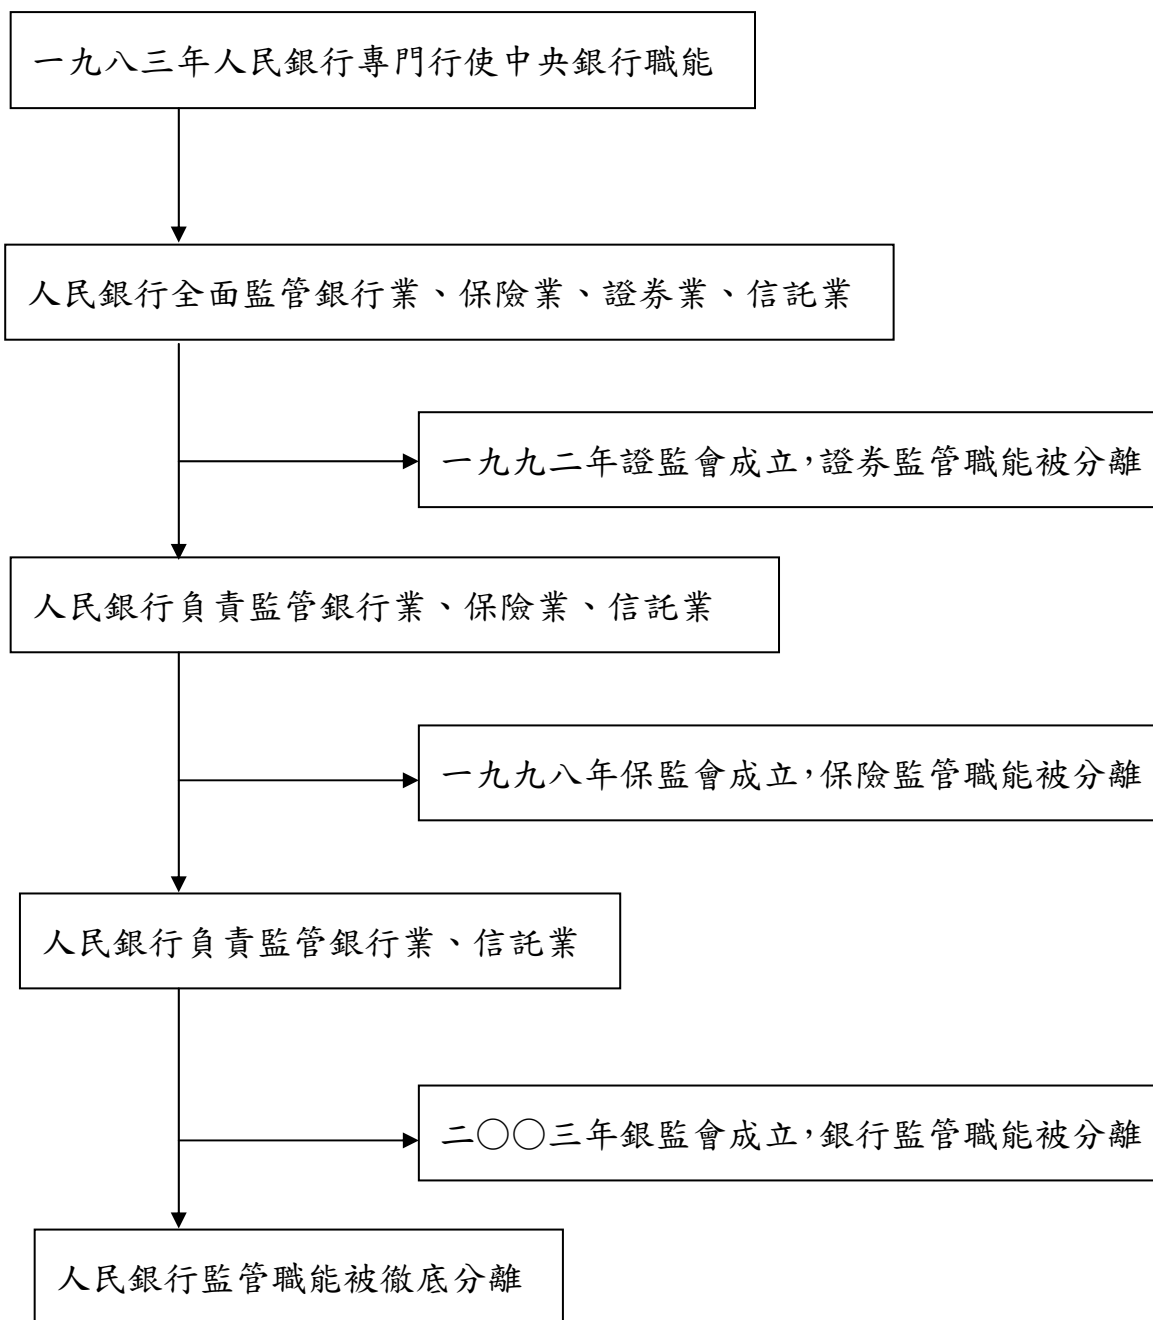 一九八三年人民銀行專門行使中央銀行職能
人民銀行全面監管銀行業、保險業、證券業、信託業
一九九二年證監會成立，證券監管職能被分離
人民銀行負責監管銀行業、保險業、信託業
一九九八年保監會成立，保險監管職能被分離
人民銀行負責監管銀行業、信託業
二○○三年銀監會成立，銀行監管職能被分離
人民銀行監管職能被徹底分離